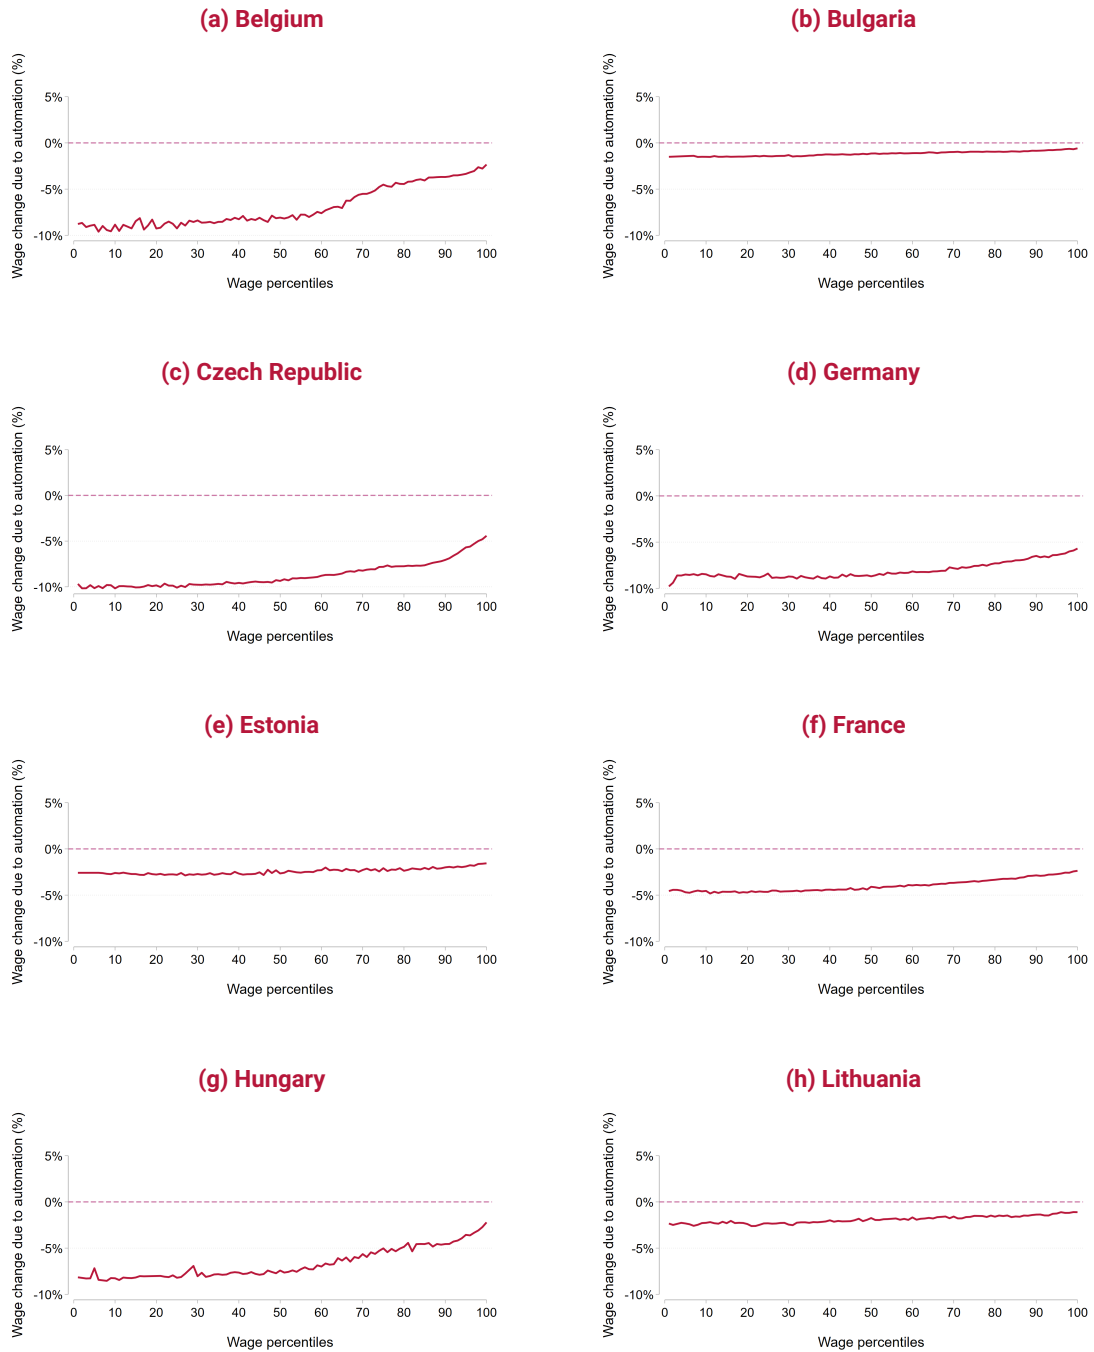 (a) Belgium
Wage change due to automation (%)
5%
0%
-5%
-10%
0 10 20 30 40 50 60 70 80 90 100
Wage percentiles
(b) Bulgaria
Wage change due to automation (%)
5%
0%
-5%
-10%
0 10 20 30 40 50 60 70 80 90 100
Wage percentiles
(c) Czech Republic
Wage change due to automation (%)
5%
0%
-5%
-10%
0 10 20 30 40 50 60 70 80 90 100
Wage percentiles
(d) Germany
Wage change due to automation (%)
5%
0%
-5%
-10%
0 10 20 30 40 50 60 70 80 90 100
Wage percentiles
(e) Estonia
Wage change due to automation (%)
5%
0%
-5%
-10%
0 10 20 30 40 50 60 70 80 90 100
Wage percentiles
(f) France
Wage change due to automation (%)
5%
0%
-5%
-10%
0 10 20 30 40 50 60 70 80 90 100
Wage percentiles
(g) Hungary
Wage change due to automation (%)
5%
0%
-5%
-10%
0 10 20 30 40 50 60 70 80 90 100
Wage percentiles
(h) Lithuania
Wage change due to automation (%)
5%
0%
-5%
-10%
0 10 20 30 40 50 60 70 80 90 100
Wage percentiles